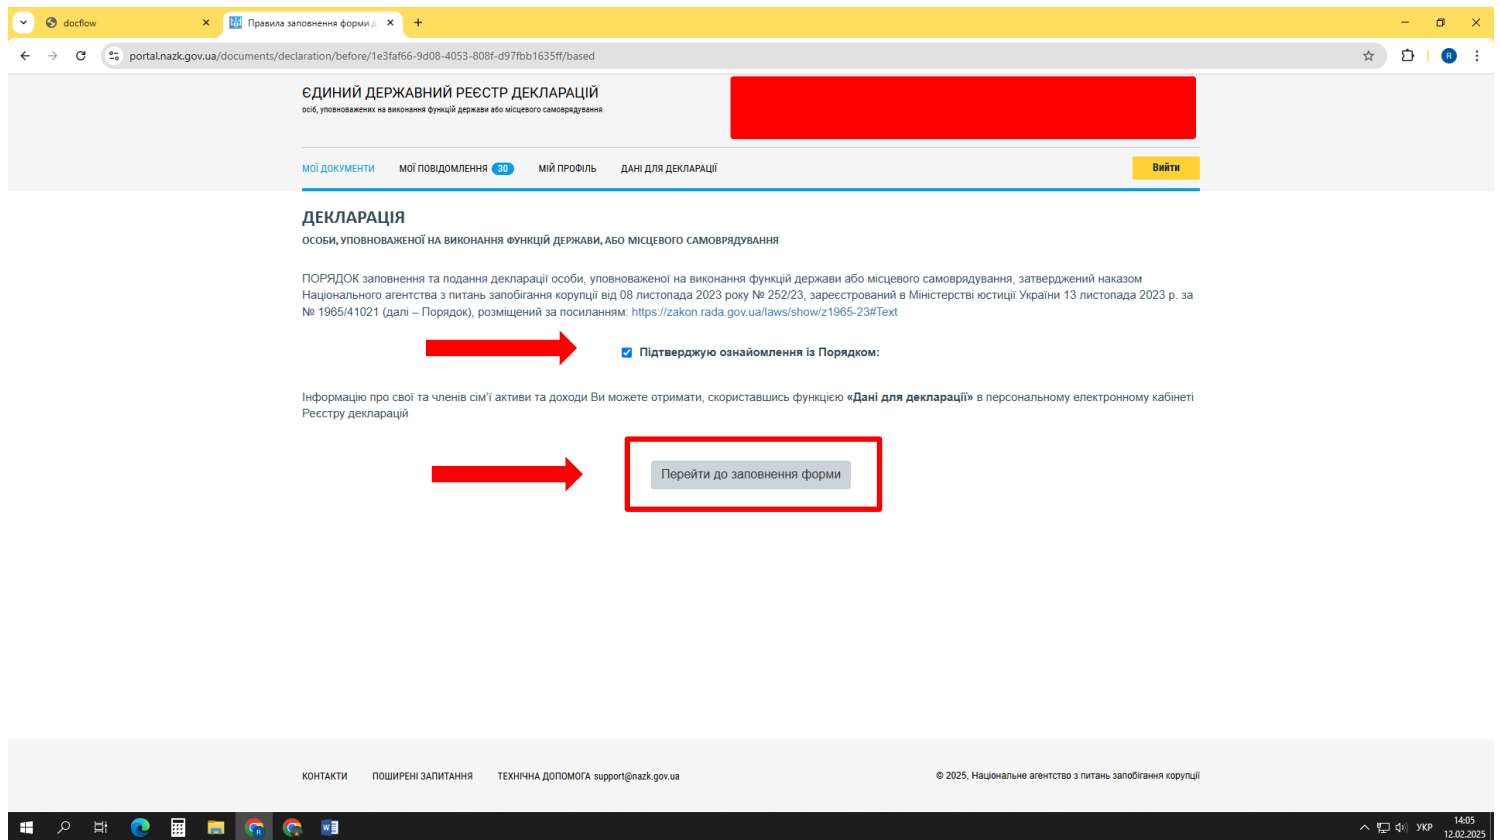 docflow
Правила заповнення форми д
portal.nazk.gov.ua/documents/declaration/before/1e3faf66-9d08-4053-808f-d97fbb1635ff/based
R
ЄДИНИЙ ДЕРЖАВНИЙ РЕЄСТР ДЕКЛАРАЦІЙ
осіб, уповноважених на виконання функцій держави або місцевого самоврядування
МОЇ ДОКУМЕНТИ МОЇ ПОВІДОМЛЕННЯ 30 МІЙ ПРОФІЛЬ ДАНІ ДЛЯ ДЕКЛАРАЦІЇ Вийти
ДЕКЛАРАЦІЯ
ОСОБИ, УПОВНОВАЖЕНОЇ НА ВИКОНАННЯ ФУНКЦІЙ ДЕРЖАВИ, АБО МІСЦЕВОГО САМОВРЯДУВАННЯ
ПОРЯДОК заповнення та подання декларації особи, уповноваженої на виконання функцій держави або місцевого самоврядування, затверджений наказом
Національного агентства з питань запобігання корупції від 08 листопада 2023 року № 252/23, зареєстрований в Міністерстві юстиції України 13 листопада 2023 р. за
№ 1965/41021 (далі – Порядок), розміщений за посиланням: https://zakon.rada.gov.ua/laws/show/z1965-23#Text
Підтверджую ознайомлення із Порядком:
Інформацію про свої та членів сім’ї активи та доходи Ви можете отримати, скориставшись функцією «Дані для декларації» в персональному електронному кабінеті
Реєстру декларацій
Перейти до заповнення форми
КОНТАКТИ ПОШИРЕНІ ЗАПИТАННЯ ТЕХНІЧНА ДОПОМОГА support@nazk.gov.ua © 2025, Національне агентство з питань запобігання корупції
УКР 14:05
12.02.2025